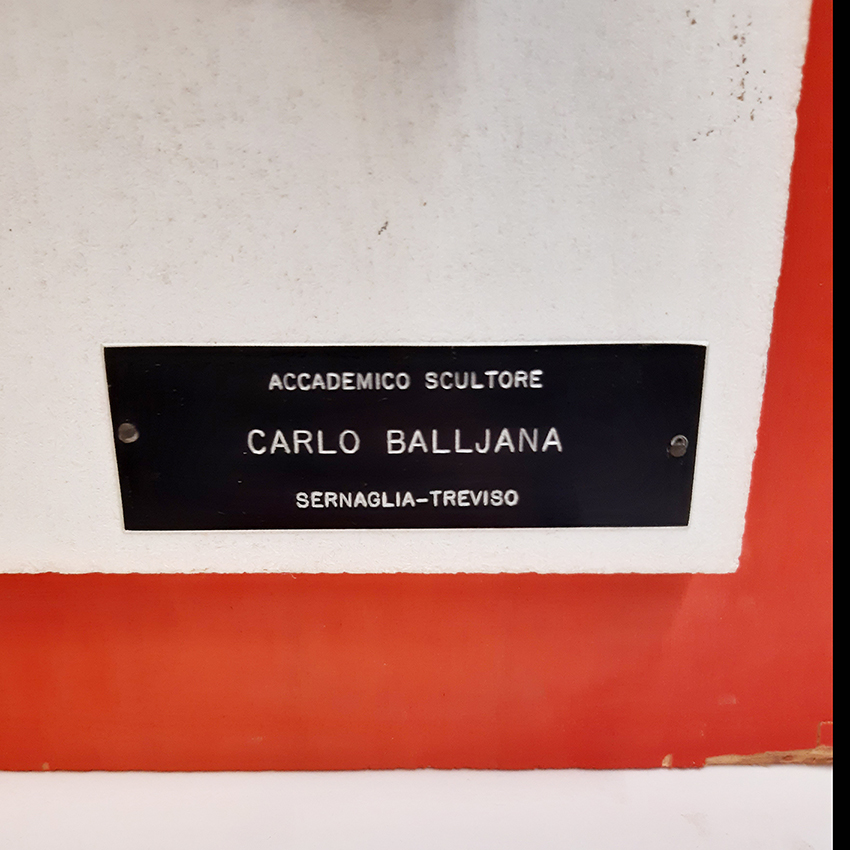 ACCADEMICO SCULTORE
CARLO BALLJANA
SERNAGLIA-TREVISO